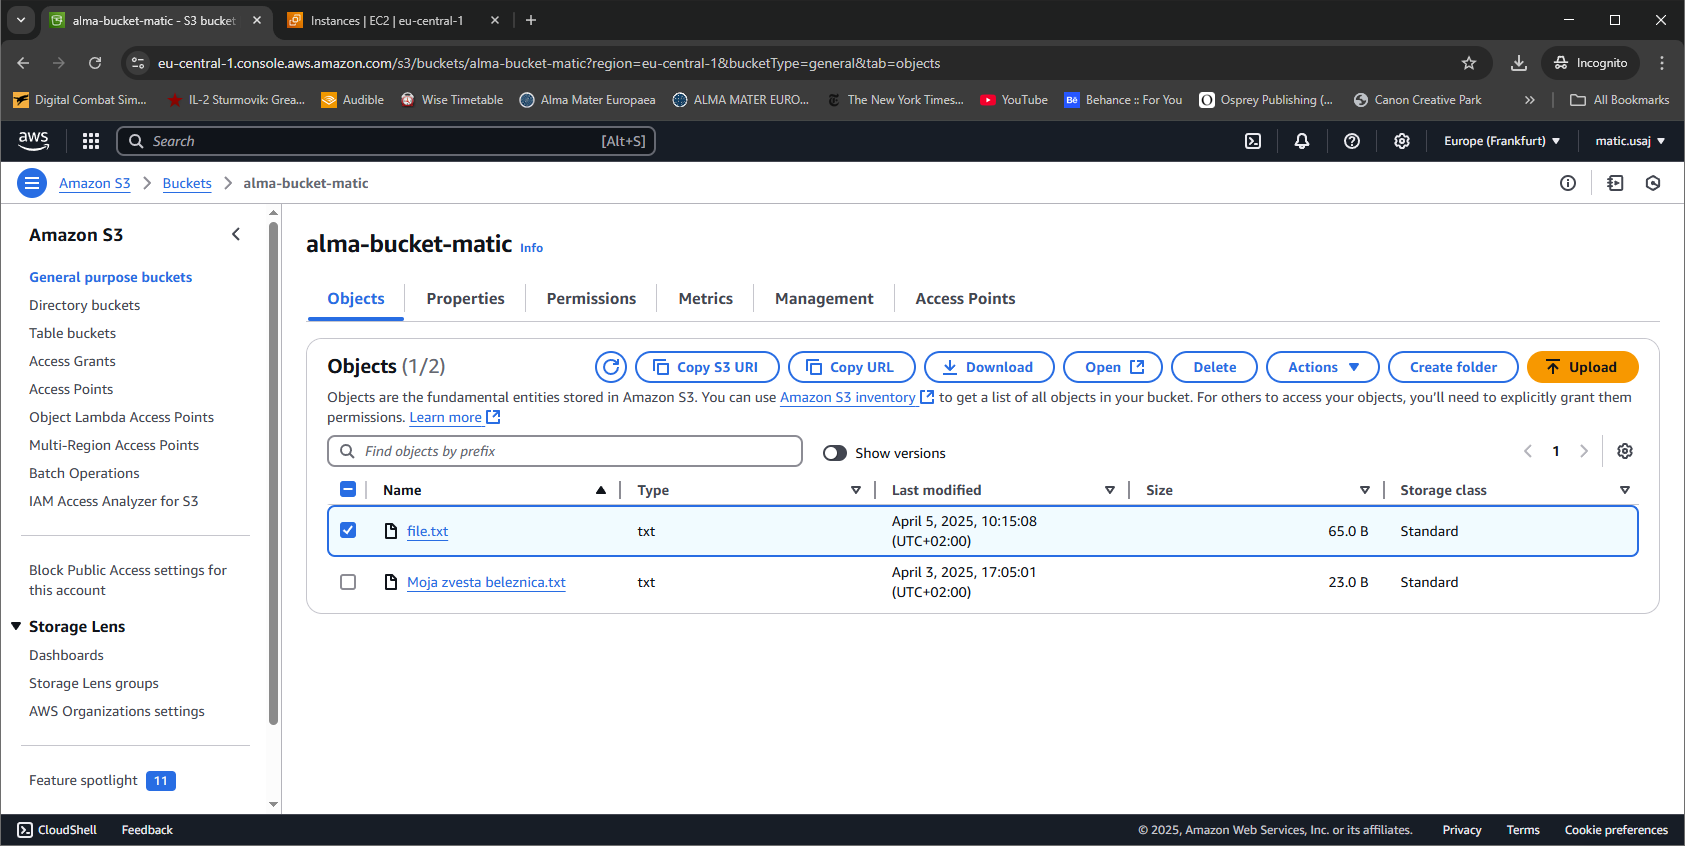 alma-bucket-matic - S3 bucket
Instances | EC2 | eu-central-1
eu-central-1.console.aws.amazon.com/s3/buckets/alma-bucket-matic?region=eu-central-1&bucketType=general&tab=objects
Incognito
Digital Combat Sim...
IL-2 Sturmovik: Grea...
Audible
Wise Timetable
Alma Mater Europaea
ALMA MATER EURO...
The New York Times...
YouTube
Bē
Behance :: For You
Osprey Publishing (...
Canon Creative Park
All Bookmarks
aws
Search
[Alt+S]
Europe (Frankfurt)
matic.usaj
Amazon S3
Buckets
alma-bucket-matic
Amazon S3
General purpose buckets
Directory buckets
Table buckets
Access Grants
Access Points
Object Lambda Access Points
Multi-Region Access Points
Batch Operations
IAM Access Analyzer for S3
Block Public Access settings for
this account
Storage Lens
Dashboards
Storage Lens groups
AWS Organizations settings
Feature spotlight 11
alma-bucket-matic Info
Objects
Properties
Permissions
Metrics
Management
Access Points
Objects (1/2)
Copy S3 URI
Copy URL
Download
Open
Delete
Actions
Create folder
Upload
Objects are the fundamental entities stored in Amazon S3. You can use Amazon S3 inventory to get a list of all objects in your bucket. For others to access your objects, you'll need to explicitly grant them
permissions. Learn more
Find objects by prefix
Show versions
1
Name
Type
Last modified
Size
Storage class
file.txt
txt
April 5, 2025, 10:15:08
(UTC+02:00)
65.0 B
Standard
Moja zvesta beleznica.txt
txt
April 3, 2025, 17:05:01
(UTC+02:00)
23.0 B
Standard
CloudShell
Feedback
© 2025, Amazon Web Services, Inc. or its affiliates.
Privacy
Terms
Cookie preferences